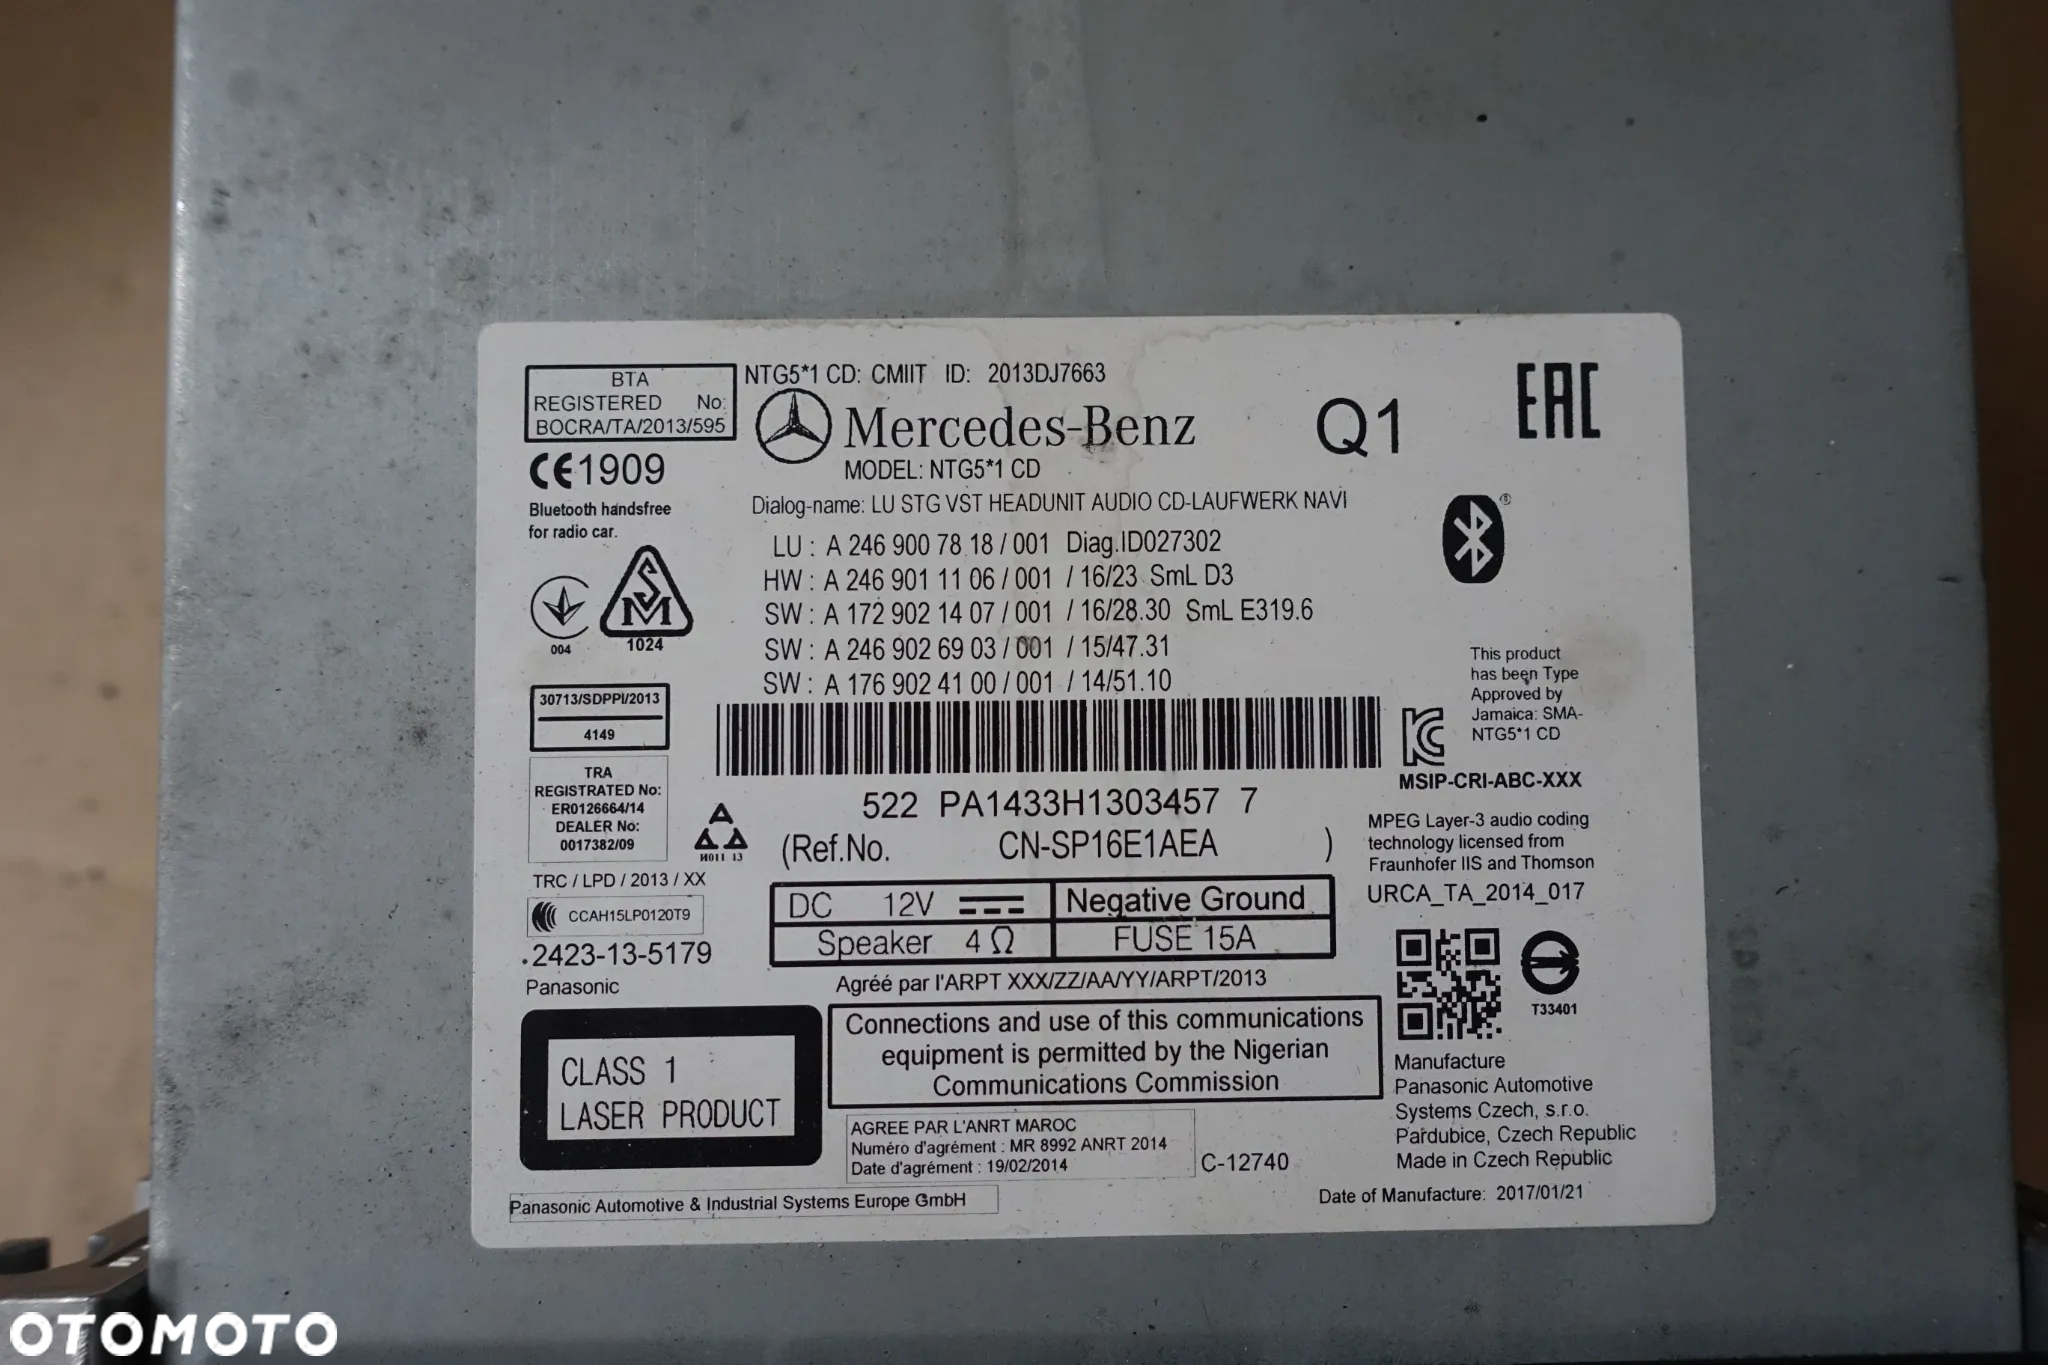 BTA
REGISTERED No:
BOCRA/TA/2013/595
NTG5*1 CD: CMIIT ID: 2013DJ7663
Mercedes-Benz
Q1
EAC
MODEL: NTG5*1 CD
CE1909
Bluetooth handsfree
for radio car.
Dialog-name: LU STG VST HEADUNIT AUDIO CD-LAUFWERK NAVI
LU : A 246 900 78 18 / 001 Diag.ID027302
HW : A 246 901 11 06 / 001 / 16/23 SmL D3
SW : A 172 902 14 07 / 001 / 16/28.30 SmL E319.6
SW : A 246 902 69 03 / 001 / 15/47.31
SW : A 176 902 41 00 / 001 / 14/51.10
004
SM
1024
30713/SDPPI/2013
4149
TRA
REGISTRATED No:
ER0126664/14
DEALER No:
0017382/09
И011 13
TRC / LPD / 2013 / XX
CCAH15LP0120T9
.2423-13-5179
Panasonic
522 PA1433H1303457 7
(Ref.No. CN-SP16E1AEA )
DC 12V
Negative Ground
Speaker 4 Ω
FUSE 15A
Agréé par l'ARPT XXX/ZZ/AA/YY/ARPT/2013
Connections and use of this communications
equipment is permitted by the Nigerian
Communications Commission
CLASS 1
LASER PRODUCT
AGREE PAR L'ANRT MAROC
Numéro d'agrément : MR 8992 ANRT 2014
Date d'agrément : 19/02/2014
C-12740
Panasonic Automotive & Industrial Systems Europe GmbH
®
This product
has been Type
Approved by
Jamaica: SMA-
NTG5*1 CD
MSIP-CRI-ABC-XXX
MPEG Layer-3 audio coding
technology licensed from
Fraunhofer IIS and Thomson
URCA_TA_2014_017
T33401
Manufacture
Panasonic Automotive
Systems Czech, s.r.o.
Pardubice, Czech Republic
Made in Czech Republic
Date of Manufacture: 2017/01/21
OTOMOTO